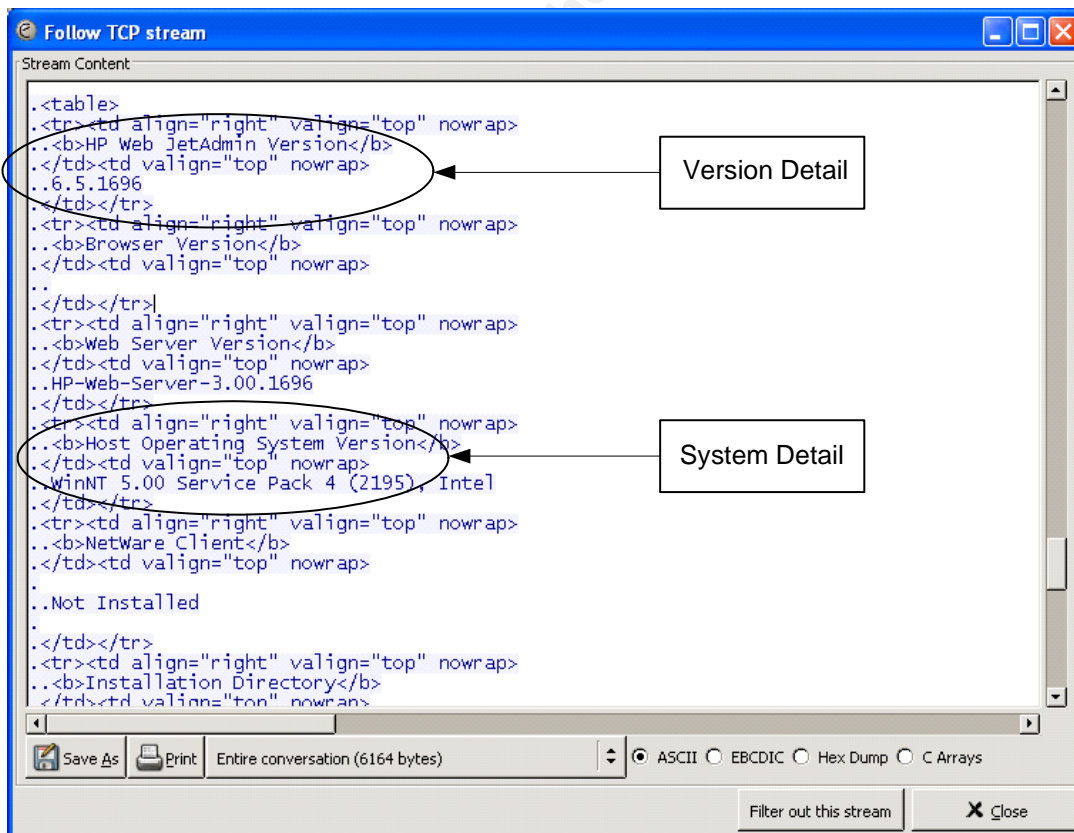 Follow TCP stream
Stream Content
.<table>
.<tr><td align="right" valign="top" nowrap>
..<b>HP Web JetAdmin Version</b>
.</td><td valign="top" nowrap>
..6.5.1696
.</td></tr>
.<tr><td align="right" valign="top" nowrap>
..<b>Browser Version</b>
.</td><td valign="top" nowrap>
..
.</td></tr>
.<tr><td align="right" valign="top" nowrap>
..<b>Web Server Version</b>
.</td><td valign="top" nowrap>
..HP-Web-Server-3.00.1696
.</td></tr>
.<tr><td align="right" valign="top" nowrap>
..<b>Host Operating System Version</b>
.</td><td valign="top" nowrap>
..WinNT 5.00 Service Pack 4 (2195), Intel
.</td></tr>
.<tr><td align="right" valign="top" nowrap>
..<b>NetWare Client</b>
.</td><td valign="top" nowrap>
.
..Not Installed
.
.</td></tr>
.<tr><td align="right" valign="top" nowrap>
..<b>Installation Directory</b>
.</td><td valign="top" nowrap>
Version Detail
System Detail
Save As
Print
Entire conversation (6164 bytes)
ASCII
EBCDIC
Hex Dump
C Arrays
Filter out this stream
Close